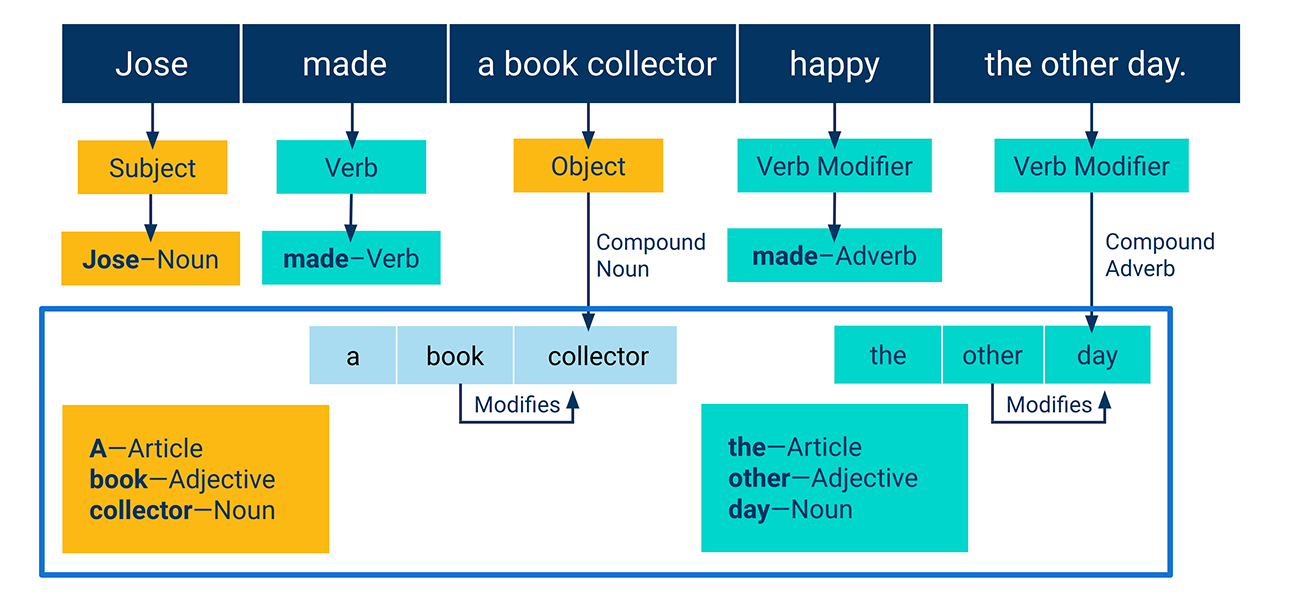 Jose made a book collector happy the other day.
Subject Verb Object Verb Modifier Verb Modifier
Jose–Noun made–Verb made–Adverb
Compound
Noun
Compound
Adverb
a book collector
Modifies
the other day
Modifies
A—Article
book—Adjective
collector—Noun
the—Article
other—Adjective
day—Noun